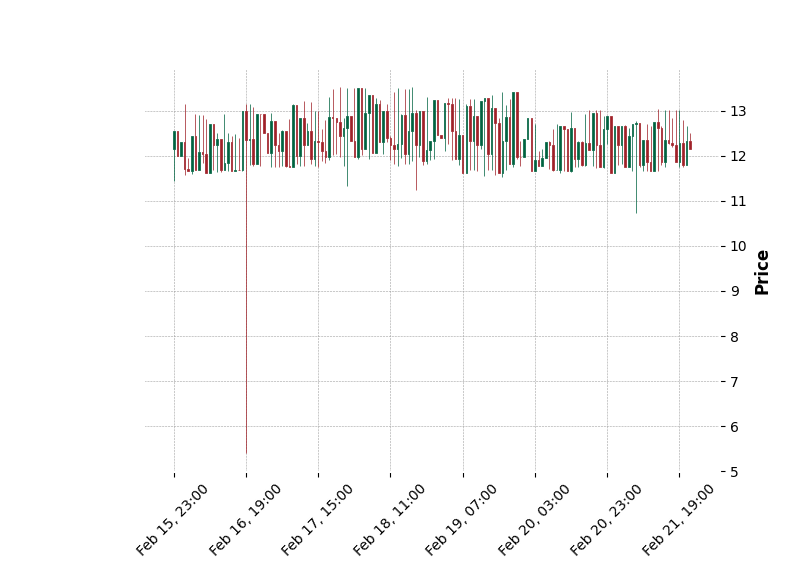 13
12
11
10
9
8
7
6
5
Price
Feb 15, 23:00
Feb 16, 19:00
Feb 17, 15:00
Feb 18, 11:00
Feb 19, 07:00
Feb 20, 03:00
Feb 20, 23:00
Feb 21, 19:00